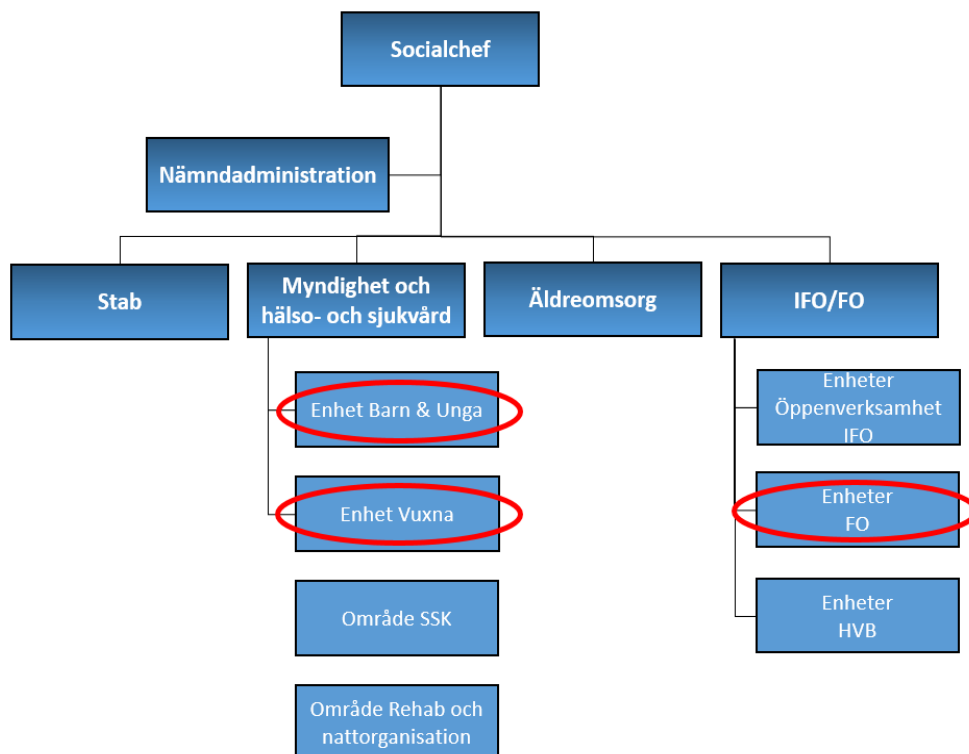 Socialchef
Nämndadministration
Stab
Myndighet och
hälso- och sjukvård
Äldreomsorg
IFO/FO
Enhet Barn & Unga
Enhet Vuxna
Område SSK
Område Rehab och
nattorganisation
Enheter
Öppenverksamhet
IFO
Enheter
FO
Enheter
HVB